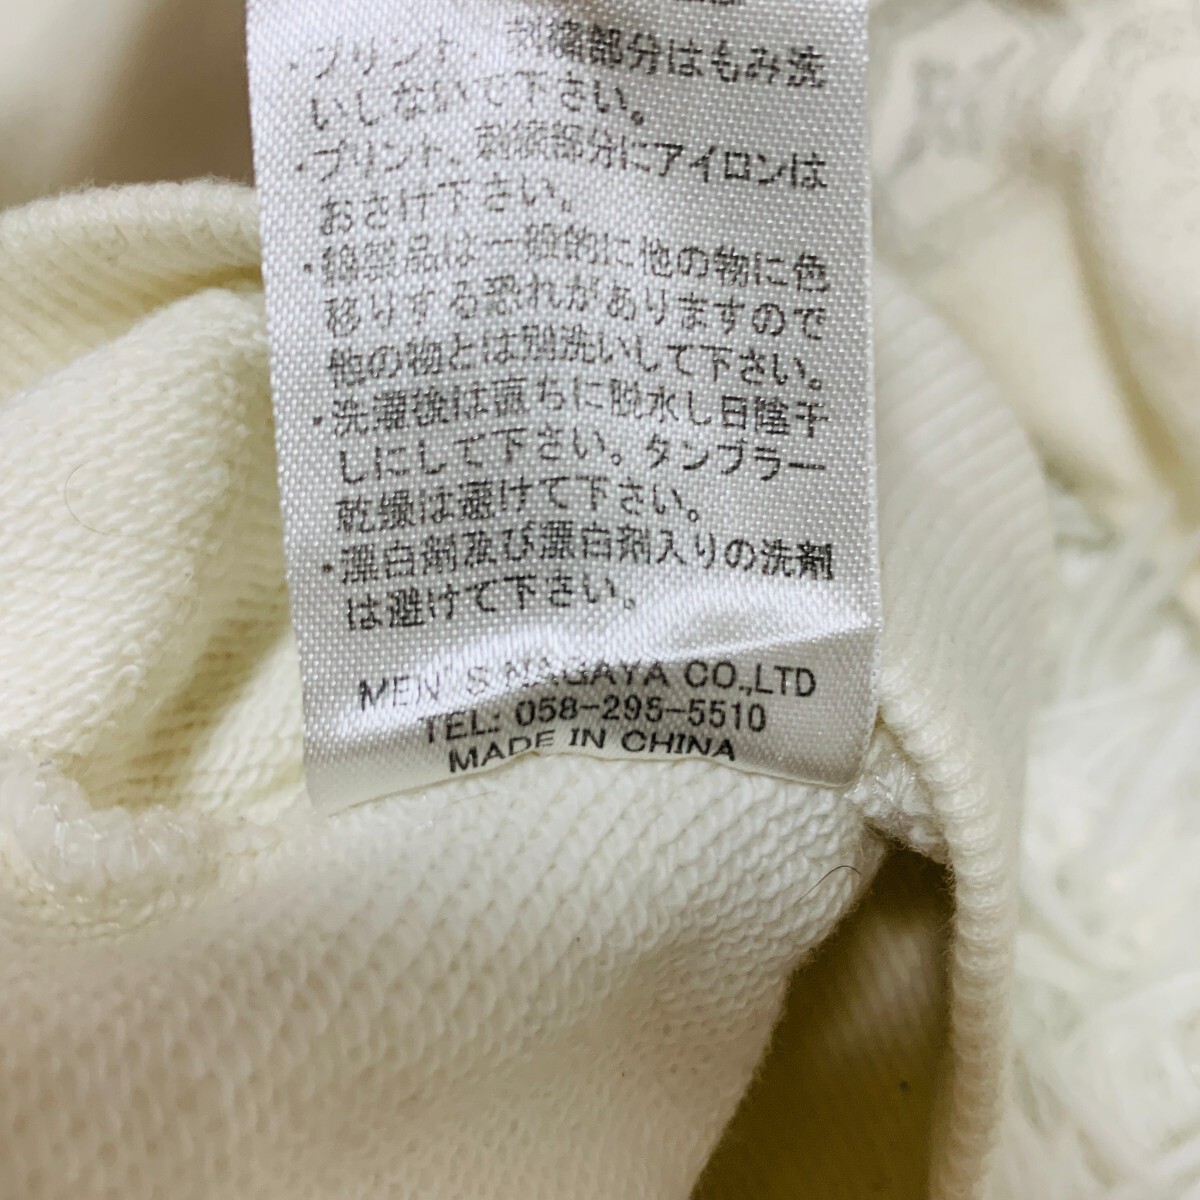 ・プリント、刺繍部分はもみ洗
いしないで下さい。
・プリント、刺繍部分にアイロンは
おさけ下さい。
・綿製品は一般的に他の物に色
移りする恐れがありますので
他の物とは別洗いして下さい。
・洗濯後は直ちに脱水し日陰干
しにして下さい。タンブラー
乾燥は避けて下さい。
・漂白剤及び漂白剤入りの洗剤
は避けて下さい。
MEN'S NAGAYA CO.,LTD
TEL: 058-295-5510
MADE IN CHINA